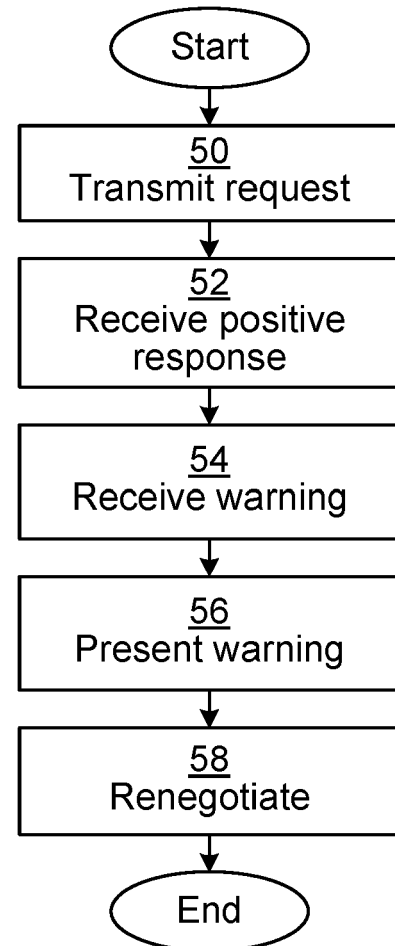 Start
50
Transmit request
52
Receive positive
response
54
Receive warning
56
Present warning
58
Renegotiate
End